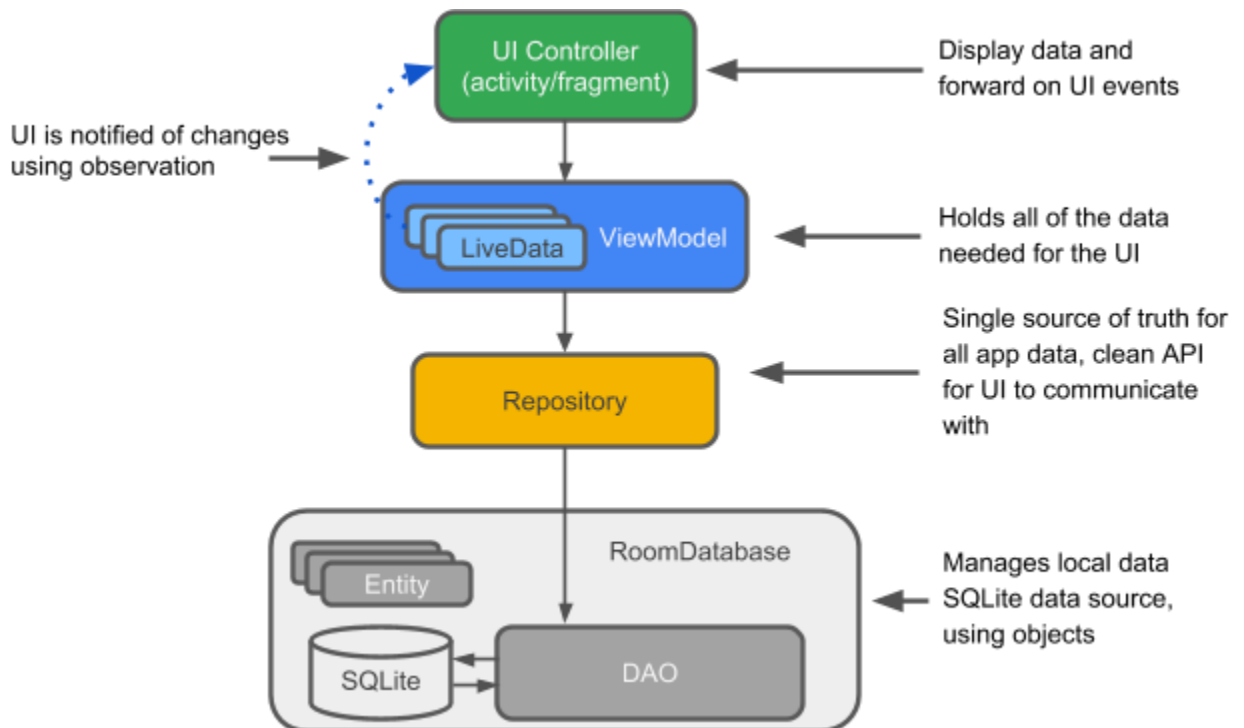 UI Controller
(activity/fragment)
Display data and
forward on UI events
UI is notified of changes
using observation
LiveData
ViewModel
Holds all of the data
needed for the UI
Repository
Single source of truth for
all app data, clean API
for UI to communicate
with
RoomDatabase
Entity
SQLite
DAO
Manages local data
SQLite data source,
using objects